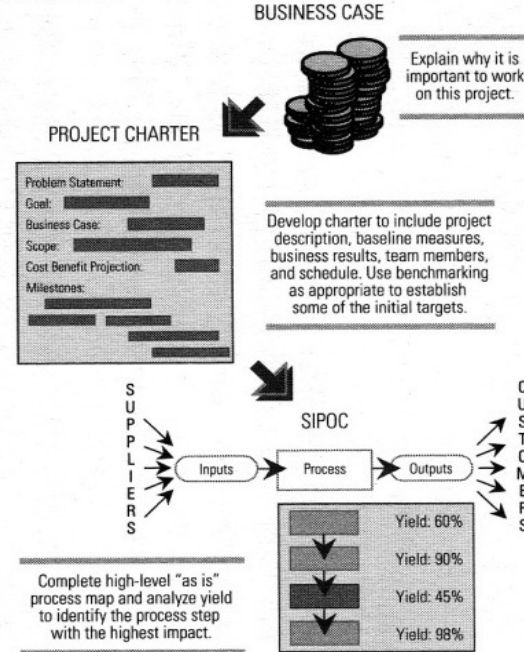 BUSINESS CASE
Explain why it is
important to work
on this project.
PROJECT CHARTER
Problem Statement:
Goal:
Business Case:
Scope:
Cost Benefit Projection:
Milestones:
Develop charter to include project
description, baseline measures,
business results, team members,
and schedule. Use benchmarking
as appropriate to establish
some of the initial targets.
SIPOC
SUPPLIERS
Inputs
Process
Outputs
CUSTOMERS
Yield: 60%
Yield: 90%
Yield: 45%
Yield: 98%
Complete high-level "as is"
process map and analyze yield
to identify the process step
with the highest impact.